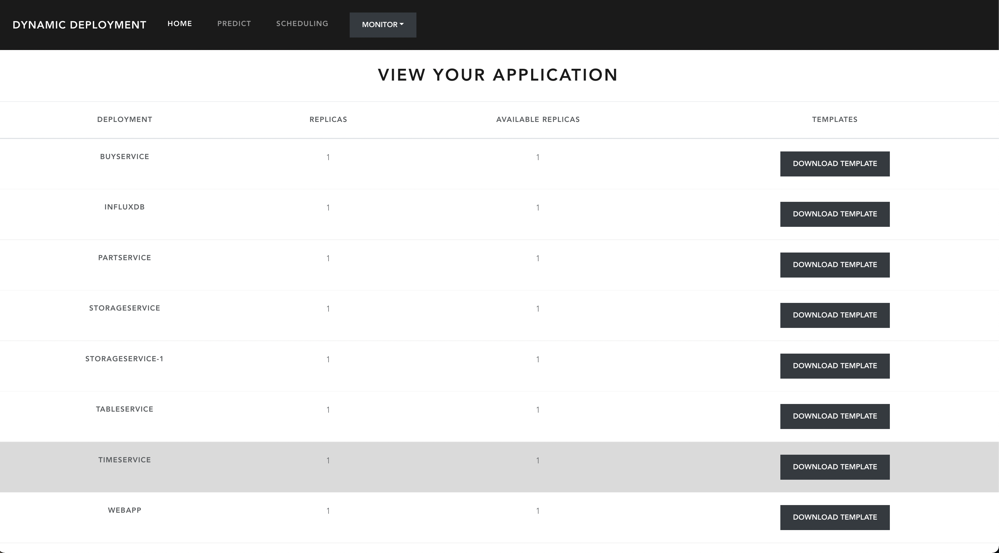 DYNAMIC DEPLOYMENT HOME PREDICT SCHEDULING MONITOR
VIEW YOUR APPLICATION
DEPLOYMENT REPLICAS AVAILABLE REPLICAS TEMPLATES
BUYSERVICE 1 1 DOWNLOAD TEMPLATE
INFLUXDB 1 1 DOWNLOAD TEMPLATE
PARTSERVICE 1 1 DOWNLOAD TEMPLATE
STORAGESERVICE 1 1 DOWNLOAD TEMPLATE
STORAGESERVICE-1 1 1 DOWNLOAD TEMPLATE
TABLESERVICE 1 1 DOWNLOAD TEMPLATE
TIMESERVICE 1 1 DOWNLOAD TEMPLATE
WEBAPP 1 1 DOWNLOAD TEMPLATE